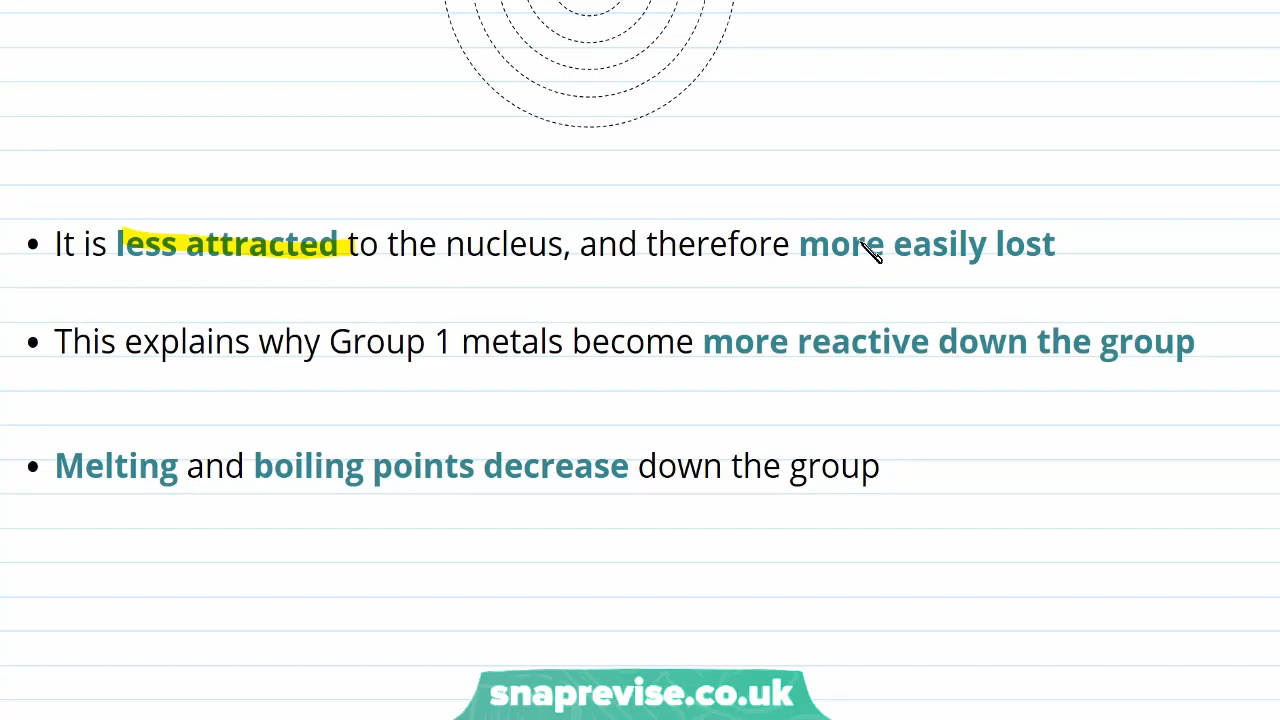 • It is less attracted to the nucleus, and therefore more easily lost
• This explains why Group 1 metals become more reactive down the group
• Melting and boiling points decrease down the group
snaprevise.co.uk